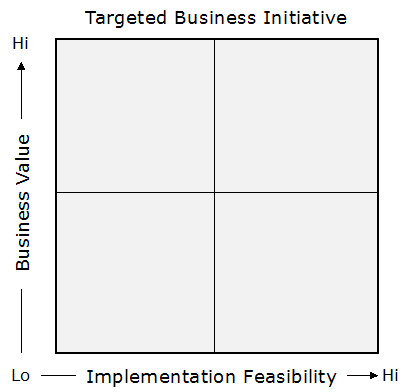 Targeted Business Initiative
Hi
Business Value
Lo
Implementation Feasibility
Hi